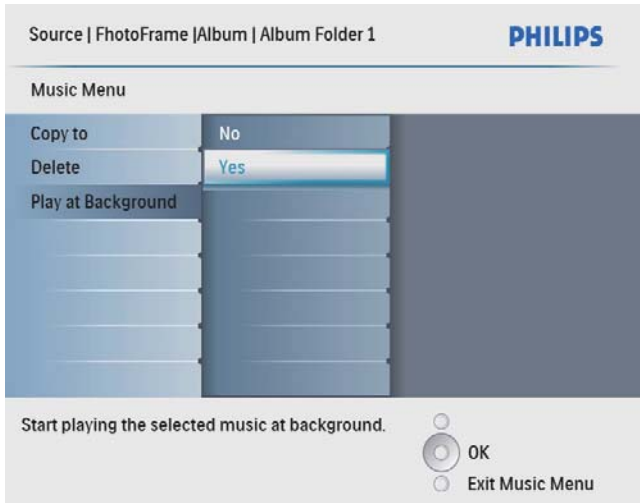 Source | FhotoFrame |Album | Album Folder 1
PHILIPS
Music Menu
Copy to
No
Delete
Yes
Play at Background
Start playing the selected music at background.
OK
Exit Music Menu